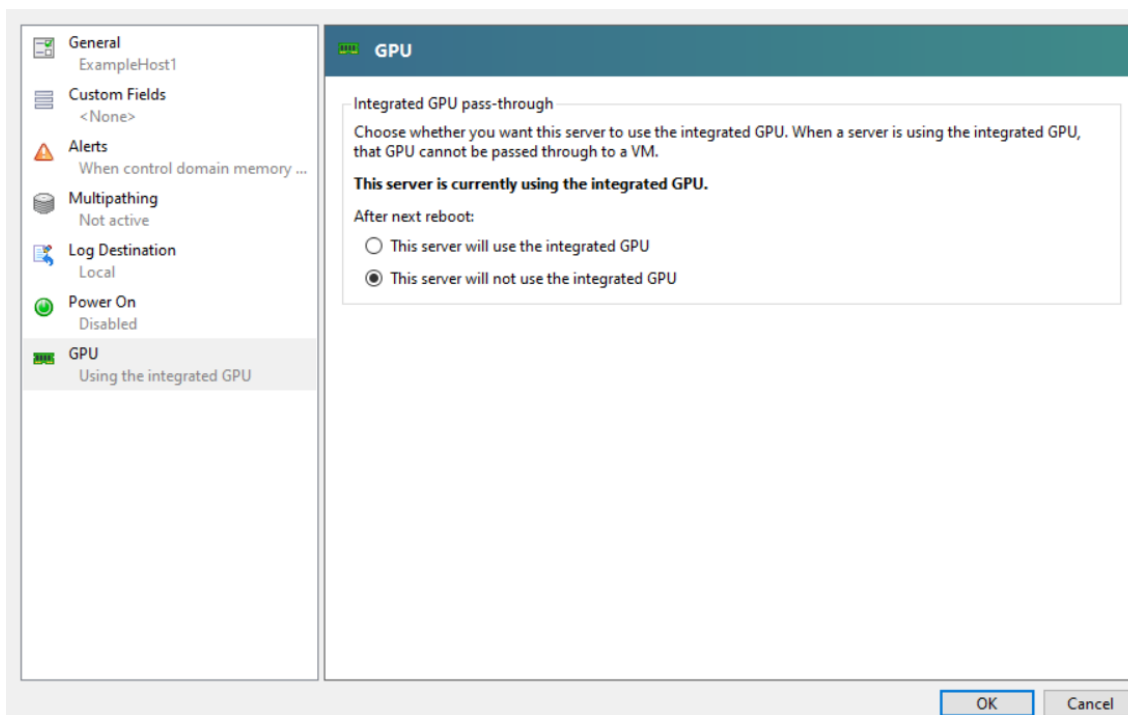 General
ExampleHost1
Custom Fields
<None>
Alerts
When control domain memory ...
Multipathing
Not active
Log Destination
Local
Power On
Disabled
GPU
Using the integrated GPU
GPU
Integrated GPU pass-through
Choose whether you want this server to use the integrated GPU. When a server is using the integrated GPU,
that GPU cannot be passed through to a VM.
This server is currently using the integrated GPU.
After next reboot:
This server will use the integrated GPU
This server will not use the integrated GPU
OK
Cancel